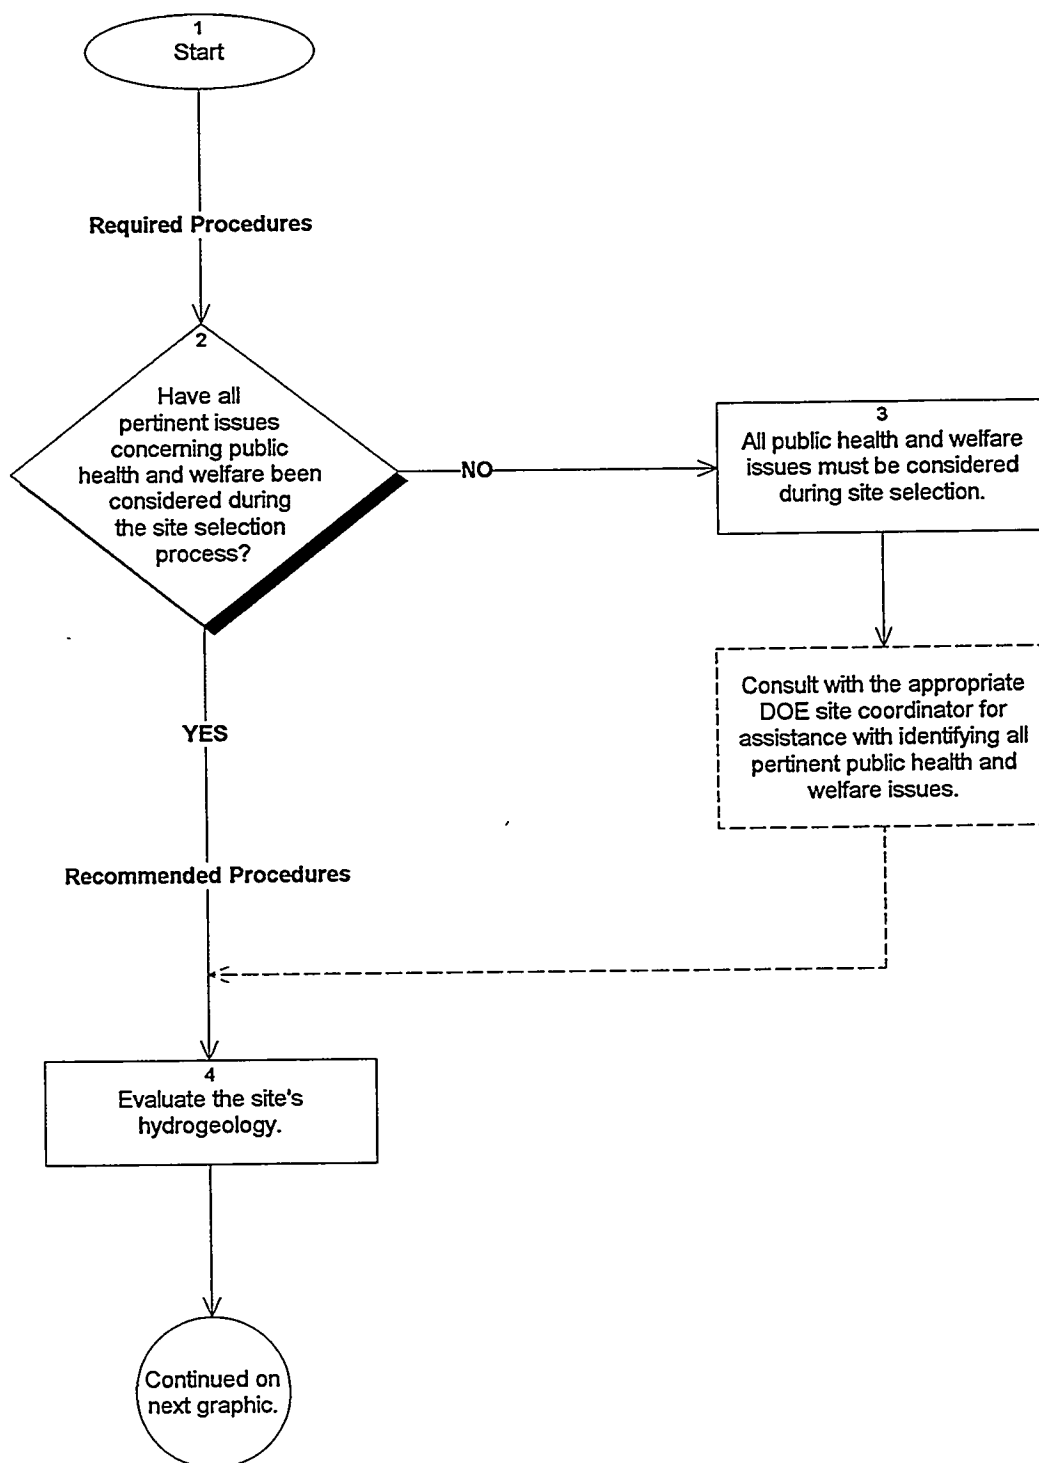 1
Start
Required Procedures
2
Have all
pertinent issues
concerning public
health and welfare been
considered during
the site selection
process?
NO
3
All public health and welfare
issues must be considered
during site selection.
Consult with the appropriate
DOE site coordinator for
assistance with identifying all
pertinent public health and
welfare issues.
YES
Recommended Procedures
4
Evaluate the site's
hydrogeology.
Continued on
next graphic.